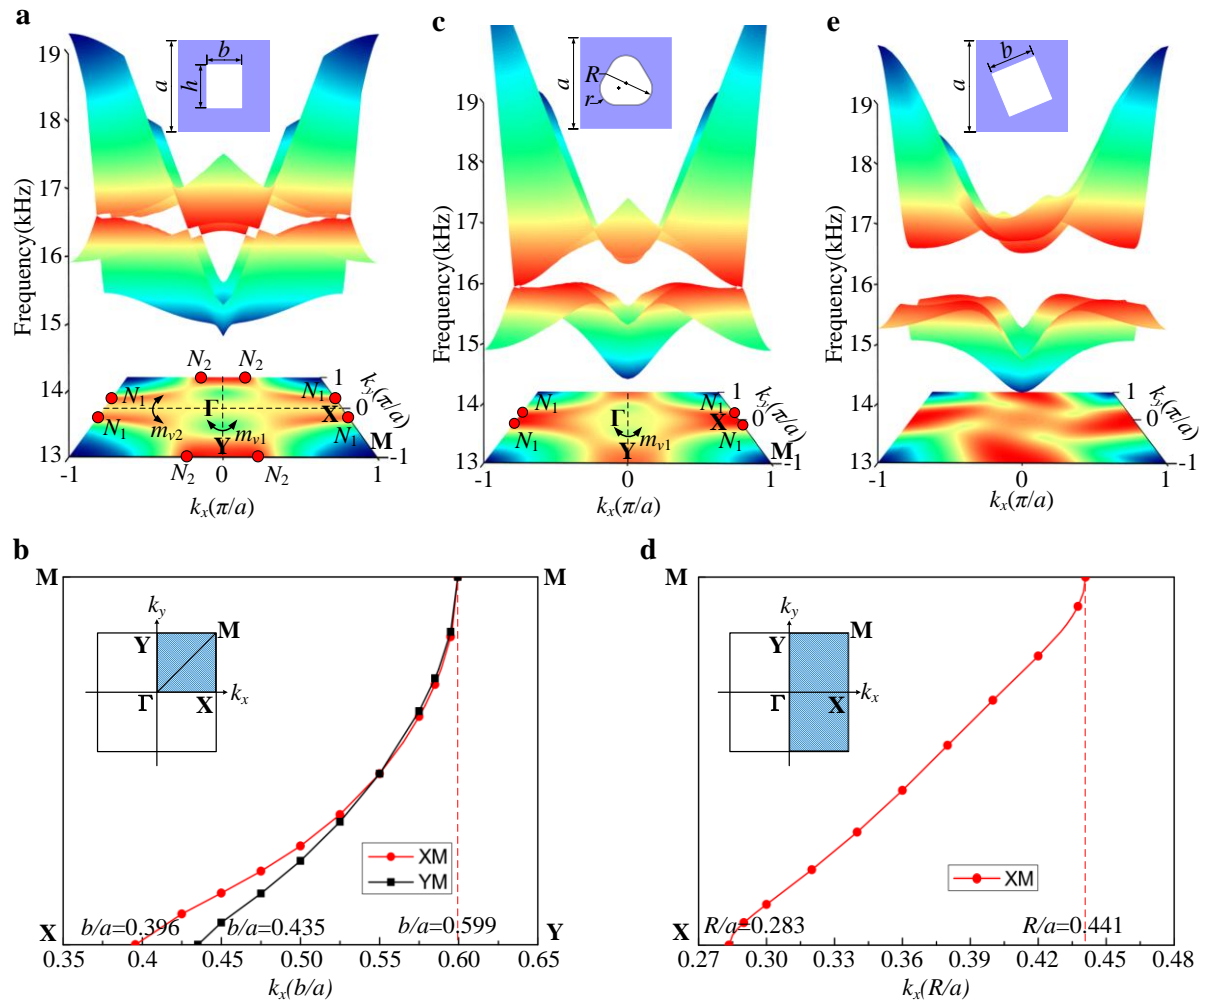 a
19
18
17
16
15
14
13
Frequency(kHz)
a
b
h
N2 N2
N1 N1
N1 N1
mv2 mv1
Γ
X
Y
M
1
0
-1
ky(π/a)
N2 N2
-1 0 1
kx(π/a)
c
19
18
17
16
15
14
13
Frequency(kHz)
a
R
r
N1 N1
N1 N1
Γ
mv1
X
Y
M
1
0
-1
ky(π/a)
-1 0 1
kx(π/a)
e
19
18
17
16
15
14
13
Frequency(kHz)
a
b
1
0
-1
ky(π/a)
-1 0 1
kx(π/a)
b
M M
ky
Y M
Γ X kx
XM
YM
b/a=0.396 b/a=0.435 b/a=0.599
X Y
0.35 0.40 0.45 0.50 0.55 0.60 0.65
kx(b/a)
d
M
ky
Y M
Γ X kx
XM
R/a=0.283 R/a=0.441
X
0.27 0.30 0.33 0.36 0.39 0.42 0.45 0.48
kx(R/a)